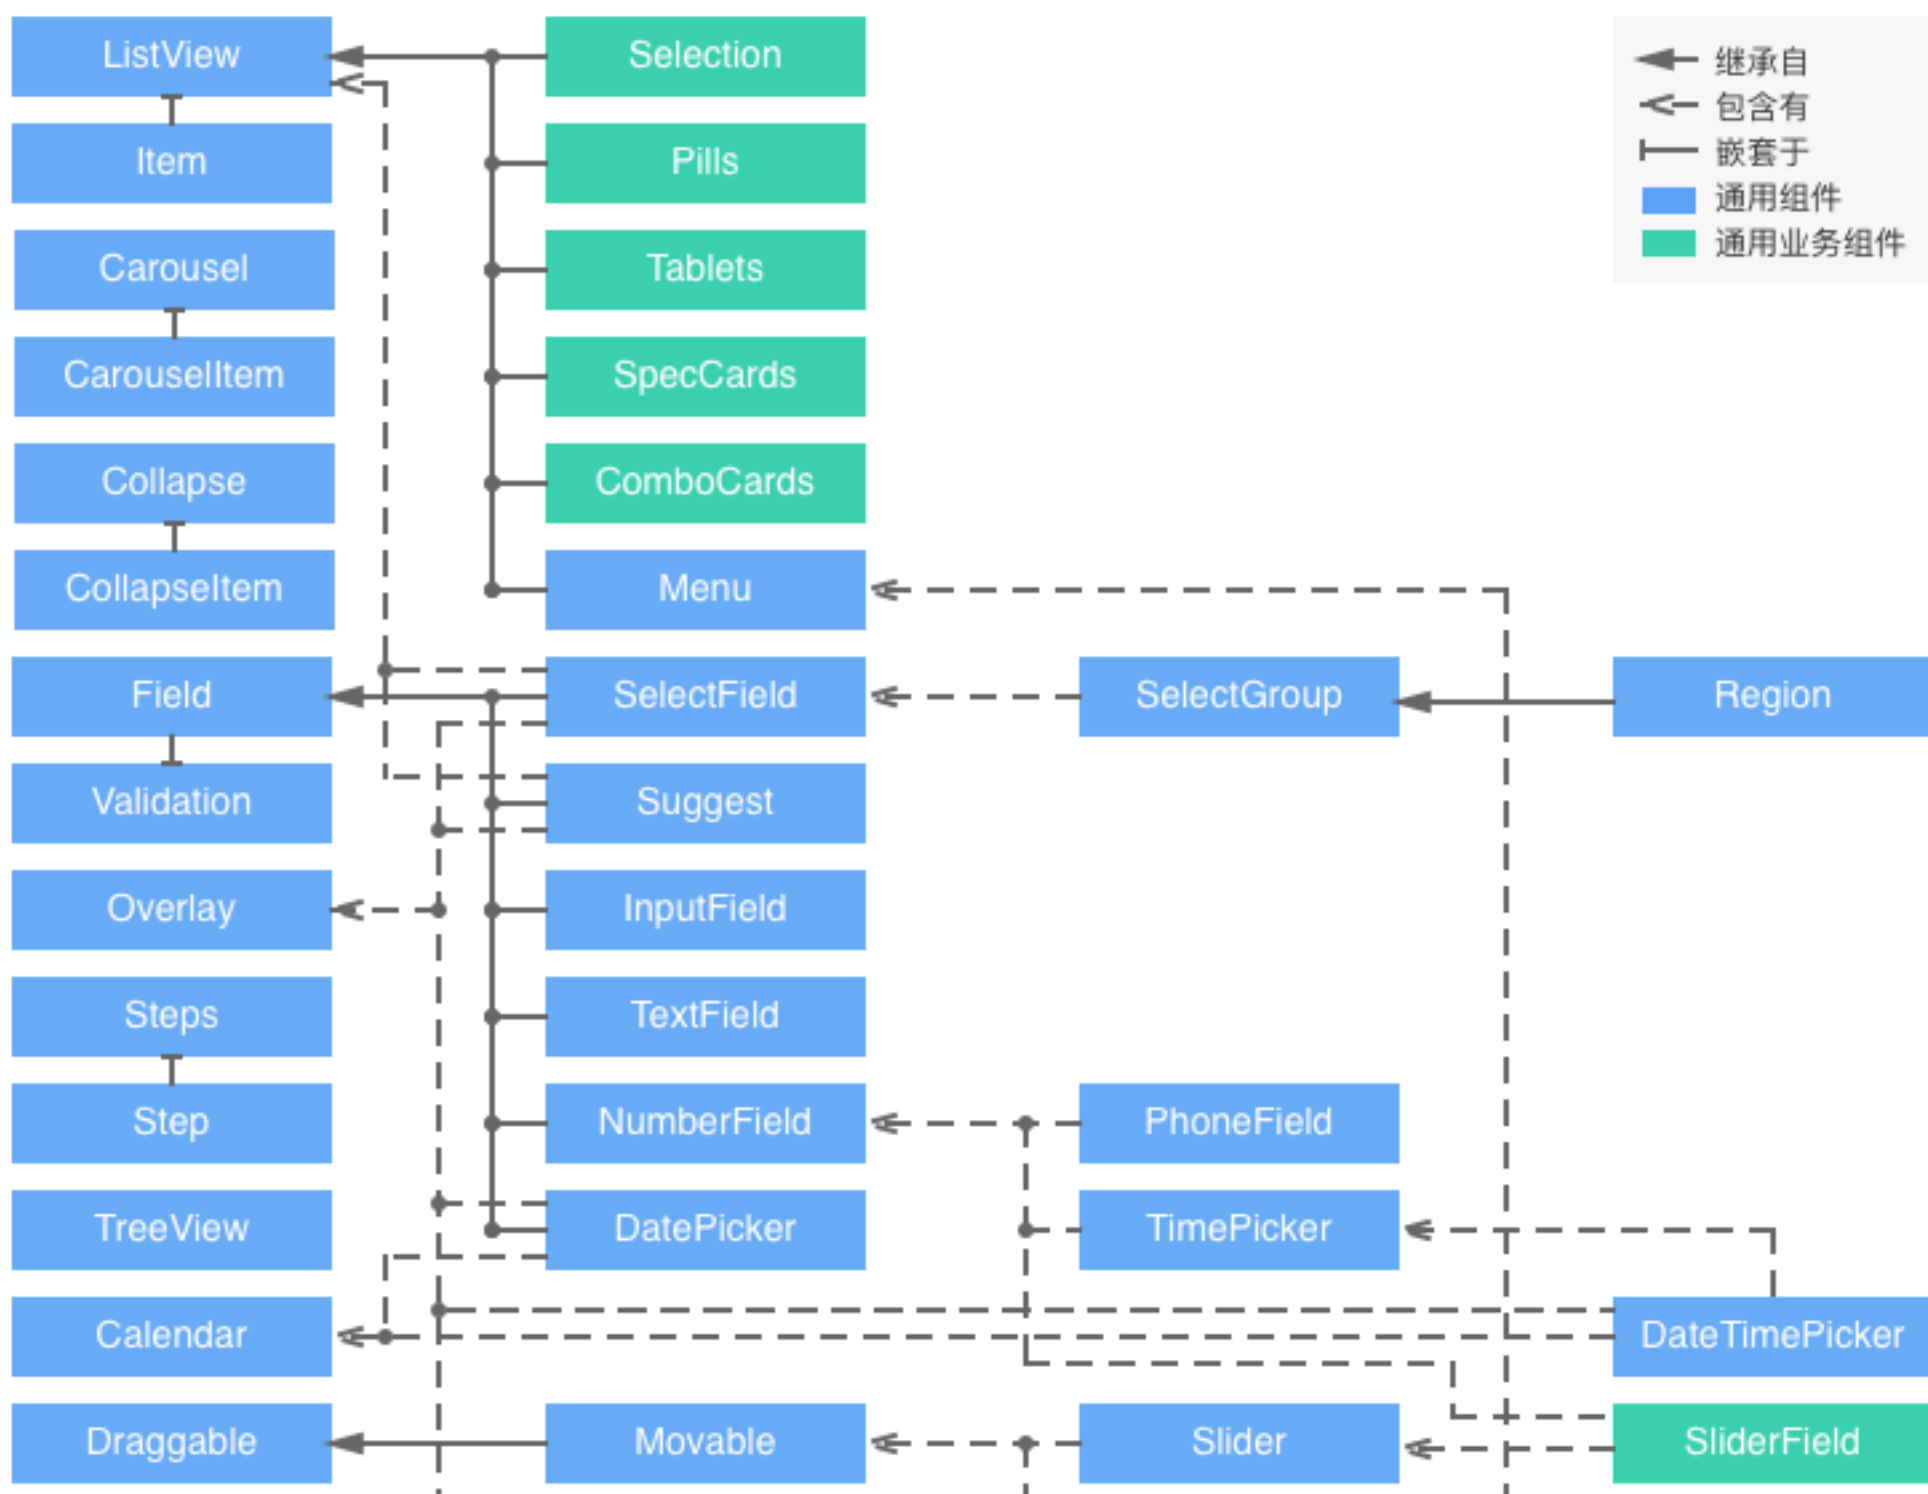 ListView
Item
Carousel
CarouselItem
Collapse
CollapseItem
Field
Validation
Overlay
Steps
Step
TreeView
Calendar
Draggable
Selection
Pills
Tablets
SpecCards
ComboCards
Menu
SelectField
Suggest
InputField
TextField
NumberField
DatePicker
Movable
SelectGroup
PhoneField
TimePicker
Slider
继承自
包含有
嵌套于
通用组件
通用业务组件
Region
DateTimePicker
SliderField